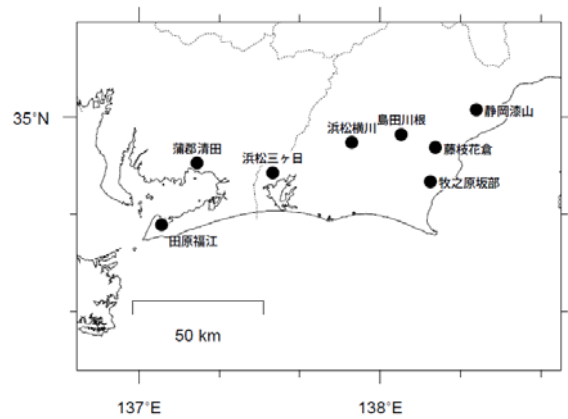 35°N
静岡漆山
島田川根
浜松横川
藤枝花倉
蒲郡清田
浜松三ヶ日
牧之原坂部
田原福江
50 km
137°E
138°E